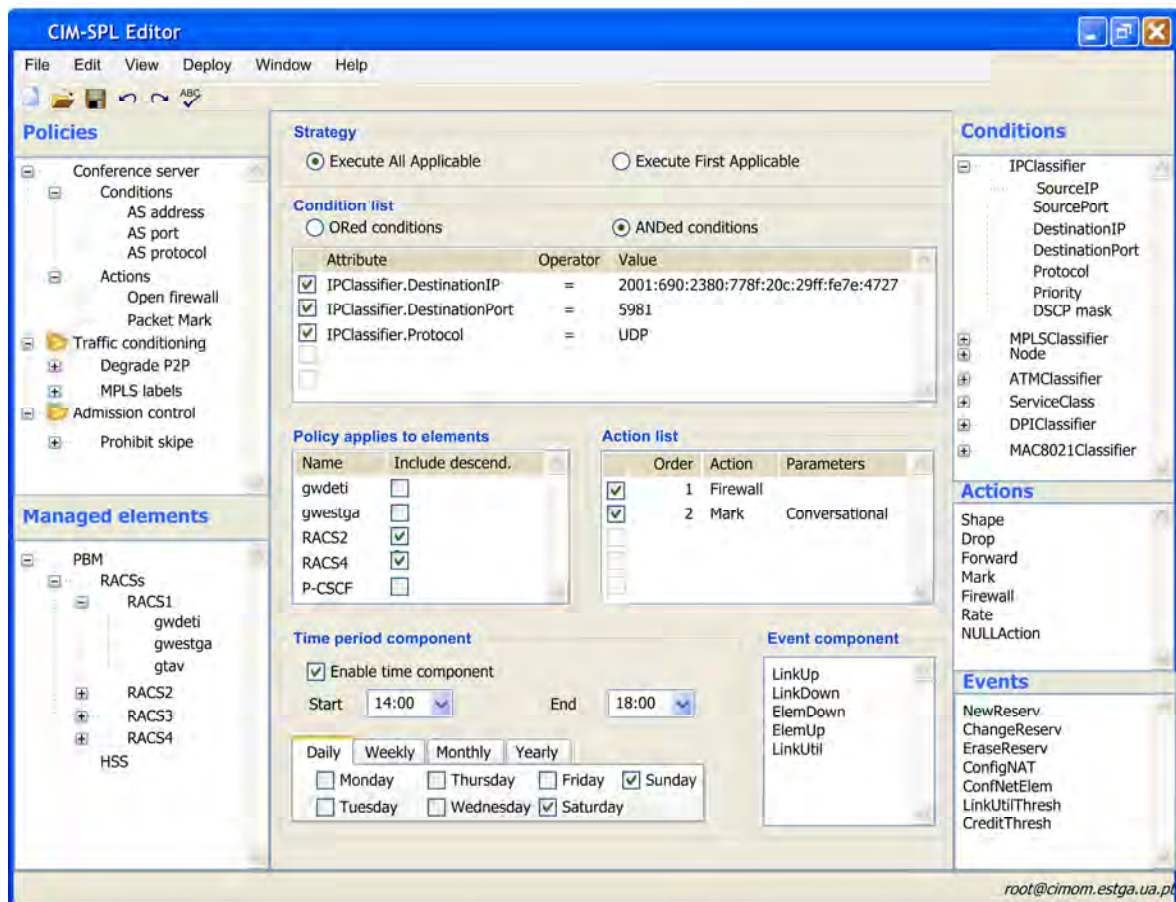 CIM-SPL Editor
File Edit View Deploy Window Help
ABC
Policies
Conference server
Conditions
AS address
AS port
AS protocol
Actions
Open firewall
Packet Mark
Traffic conditioning
Degrade P2P
MPLS labels
Admission control
Prohibit skipe
Managed elements
PBM
RACSs
RACS1
gwdeti
gwestga
gtav
RACS2
RACS3
RACS4
HSS
Strategy
Execute All Applicable Execute First Applicable
Condition list
ORed conditions ANDed conditions
Attribute Operator Value
IPClassifier.DestinationIP = 2001:690:2380:778f:20c:29ff:fe7e:4727
IPClassifier.DestinationPort = 5981
IPClassifier.Protocol = UDP
Policy applies to elements
Name Include descend.
gwdeti
gwestga
RACS2
RACS4
P-CSCF
Action list
Order Action Parameters
1 Firewall
2 Mark Conversational
Time period component
Enable time component
Start 14:00 End 18:00
Daily Weekly Monthly Yearly
Monday Thursday Friday Sunday
Tuesday Wednesday Saturday
Event component
LinkUp
LinkDown
ElemDown
ElemUp
LinkUtil
Conditions
IPClassifier
SourceIP
SourcePort
DestinationIP
DestinationPort
Protocol
Priority
DSCP mask
MPLSClassifier
Node
ATMClassifier
ServiceClass
DPIClassifier
MAC8021Classifier
Actions
Shape
Drop
Forward
Mark
Firewall
Rate
NULLAction
Events
NewReserv
ChangeReserv
EraseReserv
ConfigNAT
ConfNetElem
LinkUtilThresh
CreditThresh
root@cimom.estga.ua.pt